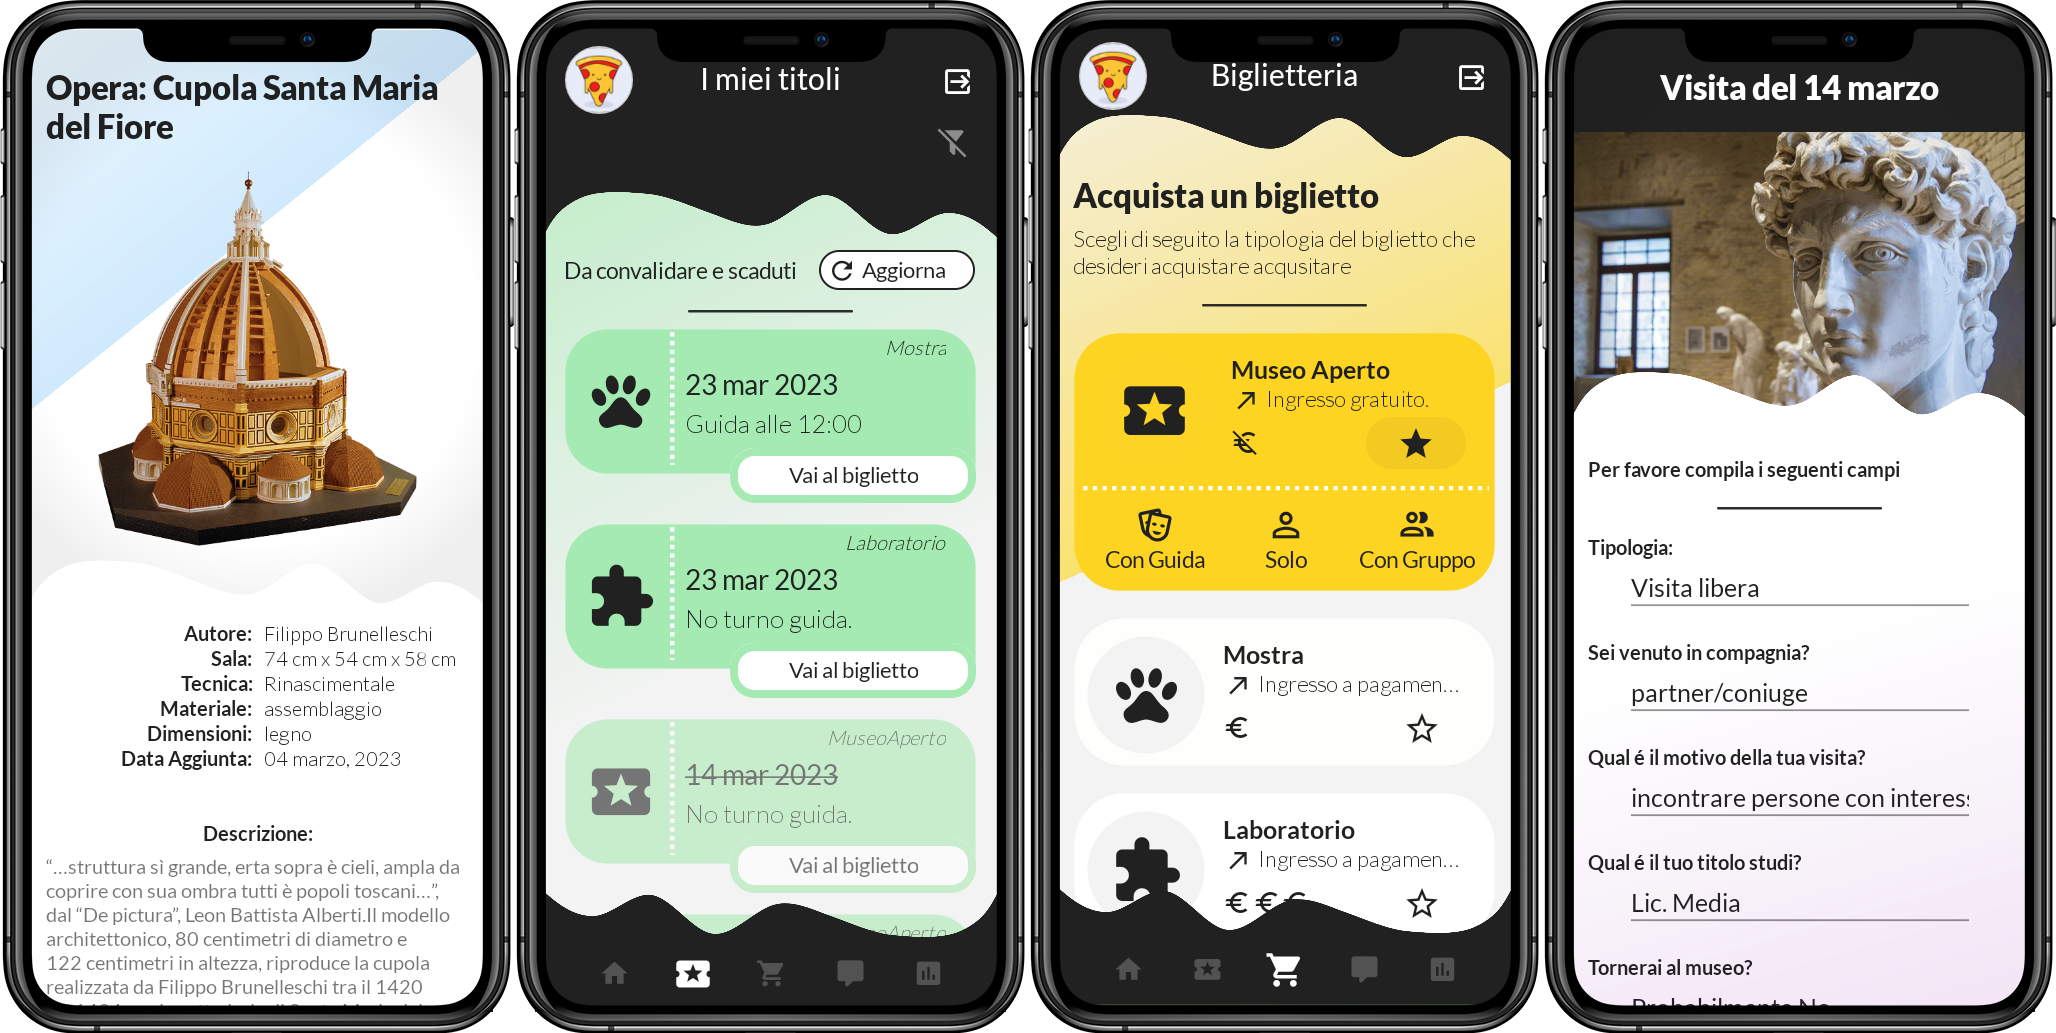 Opera: Cupola Santa Maria
del Fiore
Autore: Filippo Brunelleschi
Sala: 74 cm x 54 cm x 58 cm
Tecnica: Rinascimentale
Materiale: assemblaggio
Dimensioni: legno
Data Aggiunta: 04 marzo, 2023
Descrizione:
“...struttura sì grande, erta sopra è cieli, ampla da
coprire con sua ombra tutti è popoli toscani...”,
dal “De pictura”, Leon Battista Alberti.Il modello
architettonico, 80 centimetri di diametro e
122 centimetri in altezza, riproduce la cupola
realizzata da Filippo Brunelleschi tra il 1420
I miei titoli
Da convalidare e scaduti
Aggiorna
Mostra
23 mar 2023
Guida alle 12:00
Vai al biglietto
Laboratorio
23 mar 2023
No turno guida.
Vai al biglietto
MuseoAperto
14 mar 2023
No turno guida.
Vai al biglietto
Biglietteria
Acquista un biglietto
Scegli di seguito la tipologia del biglietto che
desideri acquistare acqusitare
Museo Aperto
Ingresso gratuito.
Con Guida
Solo
Con Gruppo
Mostra
Ingresso a pagamen...
€
Laboratorio
Ingresso a pagamen...
€ € €
Visita del 14 marzo
Per favore compila i seguenti campi
Tipologia:
Visita libera
Sei venuto in compagnia?
partner/coniuge
Qual é il motivo della tua visita?
incontrare persone con interess
Qual é il tuo titolo studi?
Lic. Media
Tornerai al museo?
Probabilmente No